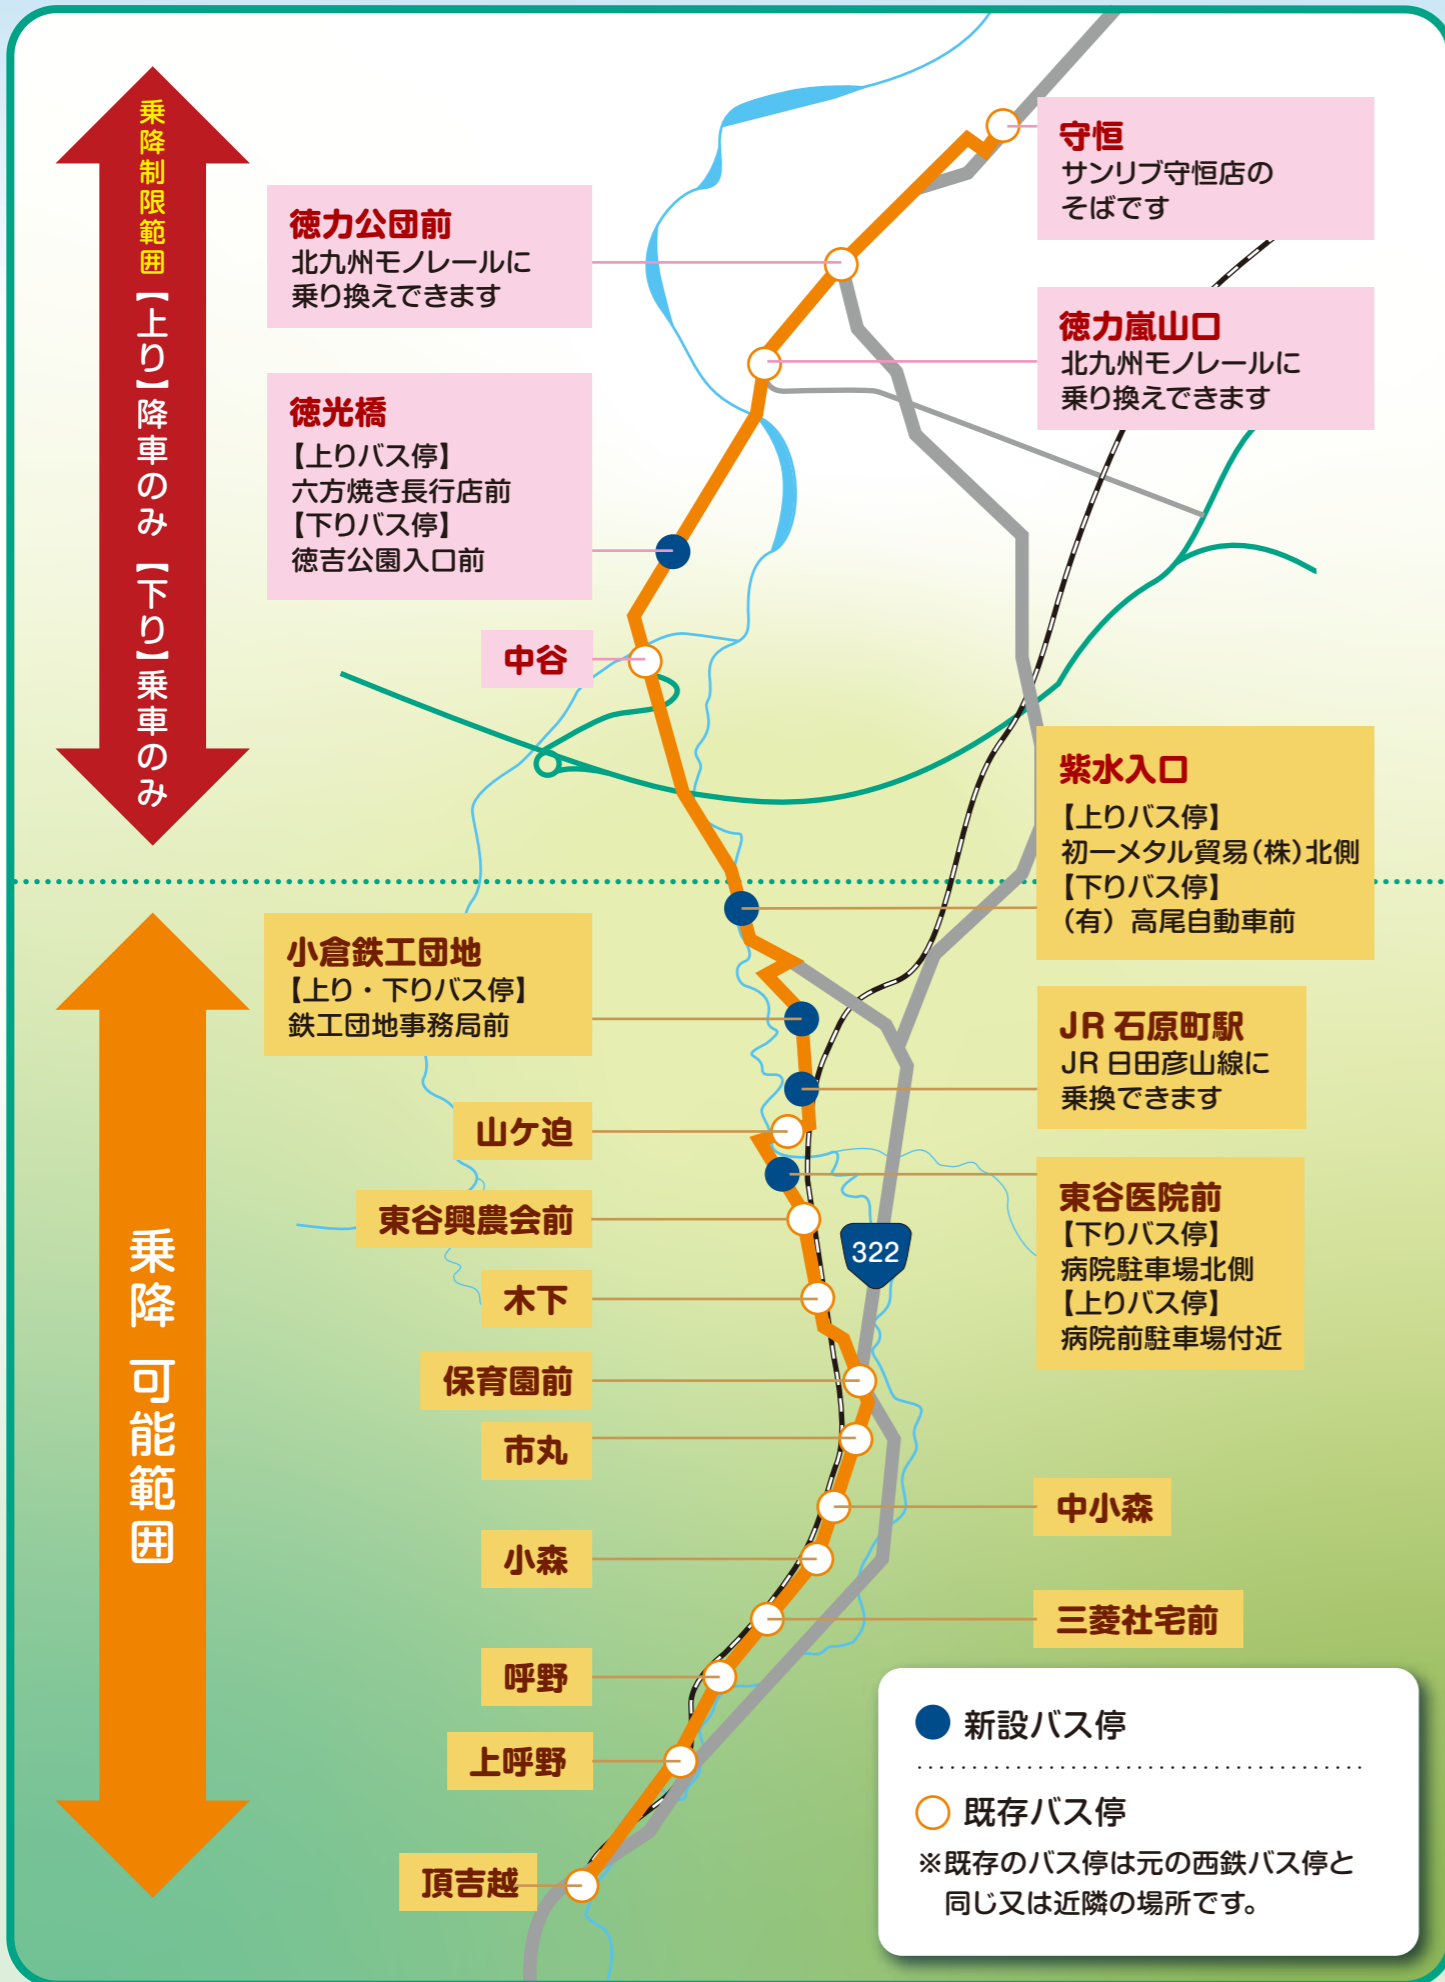 乗降制限範囲【上り】降車のみ【下り】乗車のみ
守恒
サンリブ守恒店の
そばです
徳力公団前
北九州モノレールに
乗り換えできます
徳力嵐山口
北九州モノレールに
乗り換えできます
徳光橋
【上りバス停】
六方焼き長行店前
【下りバス停】
徳吉公園入口前
中谷
紫水入口
【上りバス停】
初一メタル貿易(株)北側
【下りバス停】
(有)高尾自動車前
乗降 可能範囲
小倉鉄工団地
【上り・下りバス停】
鉄工団地事務局前
JR 石原町駅
JR 日田彦山線に
乗換できます
山ケ迫
東谷医院前
【下りバス停】
病院駐車場北側
【上りバス停】
病院前駐車場付近
東谷興農会前
322
木下
保育園前
市丸
中小森
小森
三菱社宅前
呼野
上呼野
頂吉越
新設バス停
既存バス停
※既存のバス停は元の西鉄バス停と
同じ又は近隣の場所です。